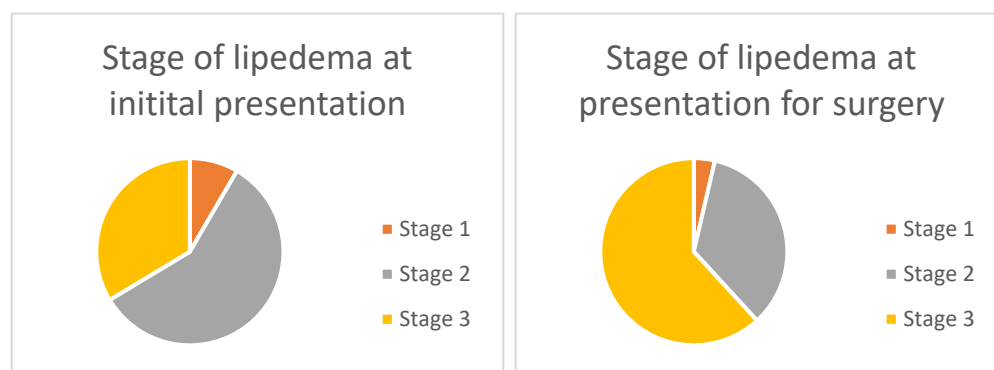 Stage of lipedema at
initital presentation
Stage 1
Stage 2
Stage 3
Stage of lipedema at
presentation for surgery
Stage 1
Stage 2
Stage 3